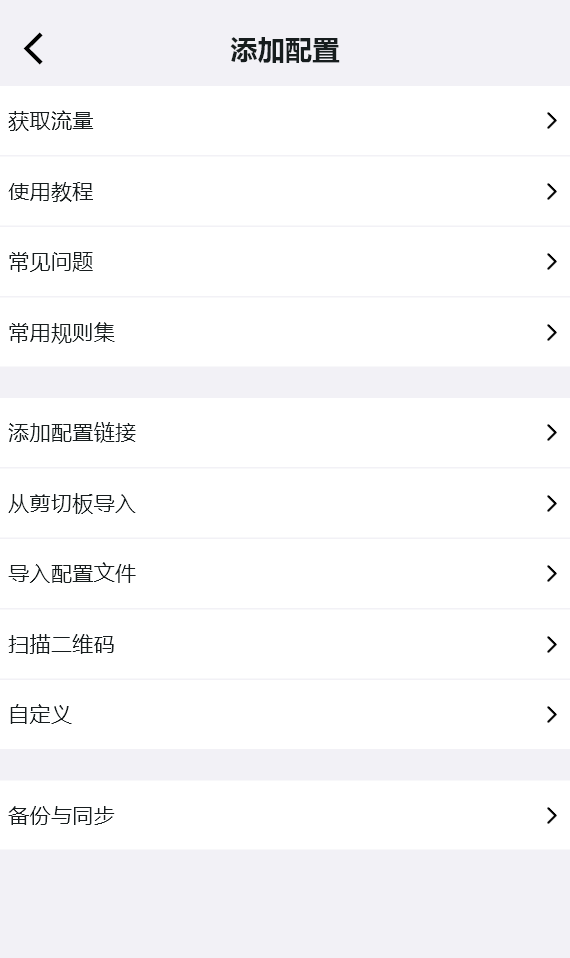 添加配置
获取流量
使用教程
常见问题
常用规则集
添加配置链接
从剪切板导入
导入配置文件
扫描二维码
自定义
备份与同步